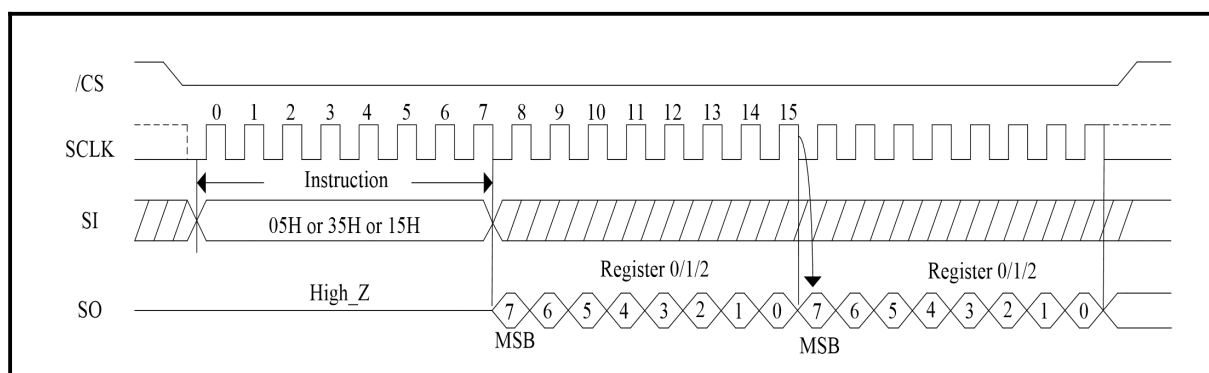 /CS
0 1 2 3 4 5 6 7 8 9 10 11 12 13 14 15
SCLK
Instruction
SI
05H or 35H or 15H
Register 0/1/2 Register 0/1/2
High_Z
SO
7 6 5 4 3 2 1 0 7 6 5 4 3 2 1 0
MSB MSB